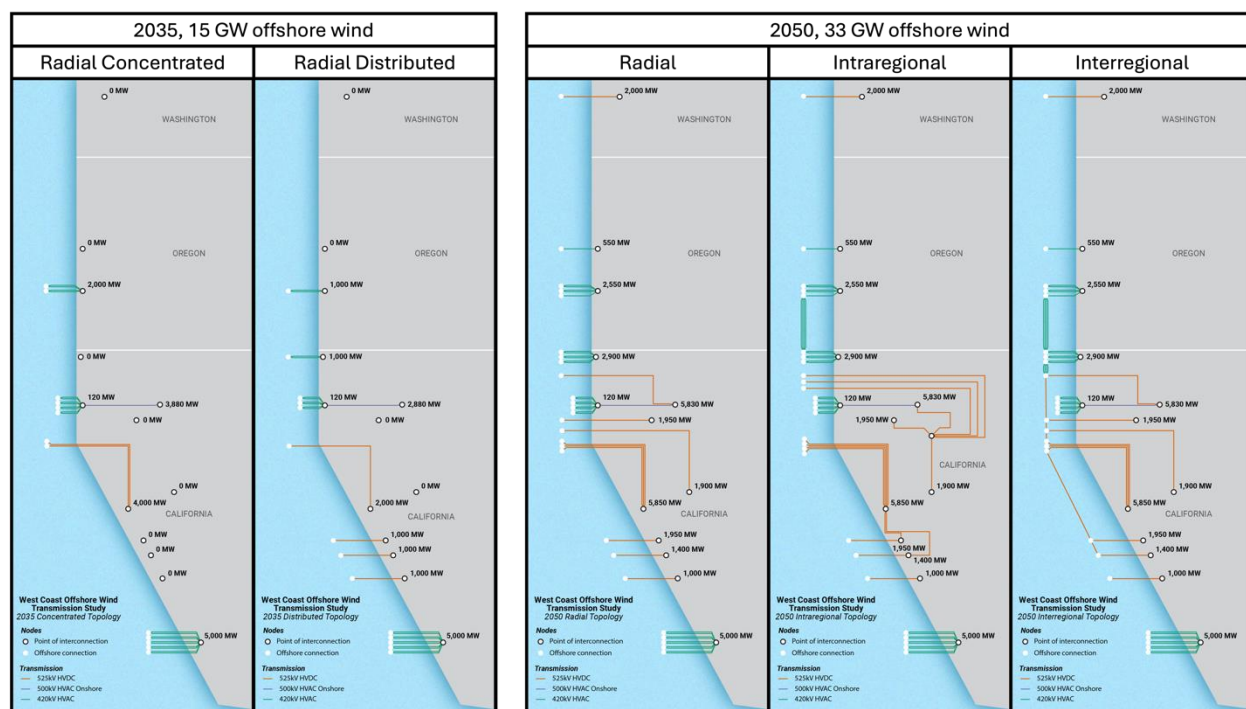 2035, 15 GW offshore wind
Radial Concentrated
Radial Distributed
0 MW
WASHINGTON
0 MW
OREGON
2,000 MW
0 MW
120 MW
3,880 MW
0 MW
0 MW
4,000 MW
CALIFORNIA
0 MW
0 MW
0 MW
5,000 MW
West Coast Offshore Wind
Transmission Study
2035 Concentrated Topology
Nodes
Point of interconnection
Offshore connection
Transmission
525kV HVDC
500kV HVAC Onshore
420kV HVAC
0 MW
WASHINGTON
0 MW
OREGON
1,000 MW
1,000 MW
120 MW
2,880 MW
0 MW
0 MW
2,000 MW
CALIFORNIA
1,000 MW
1,000 MW
1,000 MW
5,000 MW
West Coast Offshore Wind
Transmission Study
2035 Distributed Topology
Nodes
Point of interconnection
Offshore connection
Transmission
525kV HVDC
500kV HVAC Onshore
420kV HVAC
2050, 33 GW offshore wind
Radial
Intraregional
Interregional
2,000 MW
WASHINGTON
550 MW
OREGON
2,550 MW
2,900 MW
120 MW
5,830 MW
1,950 MW
1,900 MW
5,850 MW
CALIFORNIA
1,950 MW
1,400 MW
1,000 MW
5,000 MW
West Coast Offshore Wind
Transmission Study
2050 Radial Topology
Nodes
Point of interconnection
Offshore connection
Transmission
525kV HVDC
500kV HVAC Onshore
420kV HVAC
2,000 MW
WASHINGTON
550 MW
OREGON
2,550 MW
2,900 MW
120 MW
5,830 MW
1,950 MW
CALIFORNIA
1,900 MW
5,850 MW
1,950 MW
1,400 MW
1,000 MW
5,000 MW
West Coast Offshore Wind
Transmission Study
2050 Intraregional Topology
Nodes
Point of interconnection
Offshore connection
Transmission
525kV HVDC
500kV HVAC Onshore
420kV HVAC
2,000 MW
WASHINGTON
550 MW
OREGON
2,550 MW
2,900 MW
120 MW
5,830 MW
1,950 MW
1,900 MW
5,850 MW
CALIFORNIA
1,950 MW
1,400 MW
1,000 MW
5,000 MW
West Coast Offshore Wind
Transmission Study
2050 Interregional Topology
Nodes
Point of interconnection
Offshore connection
Transmission
525kV HVDC
500kV HVAC Onshore
420kV HVAC